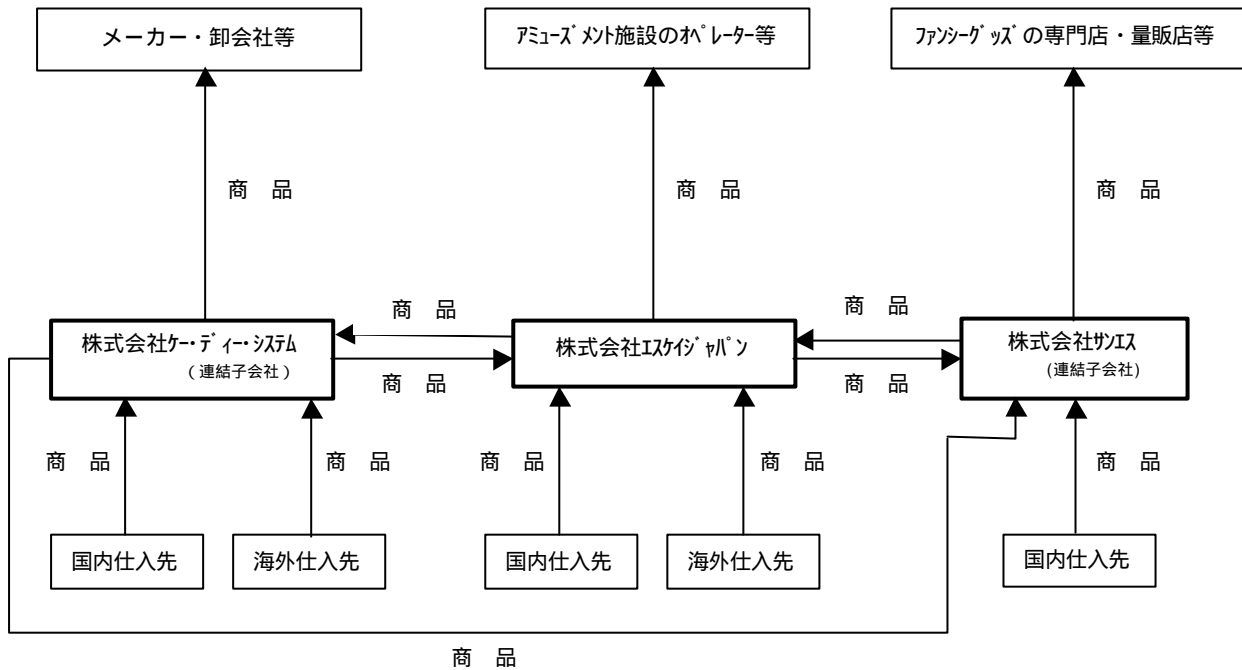 メーカー・卸会社等
ｱﾐｭｰｽﾞﾒﾝﾄ施設のｵﾍﾟﾚｰﾀｰ等
ﾌｧﾝｼｰｸﾞｯｽﾞの専門店・量販店等
商 品
商 品
商 品
商 品
商 品
株式会社ｹｰ･ﾃﾞｨｰ･ｼｽﾃﾑ
(連結子会社)
株式会社ｴｽｹｲｼﾞｬﾊﾟﾝ
株式会社ｻﾝｴｽ
(連結子会社)
商 品
商 品
商 品
商 品
商 品
商 品
商 品
国内仕入先
海外仕入先
国内仕入先
海外仕入先
国内仕入先
商 品